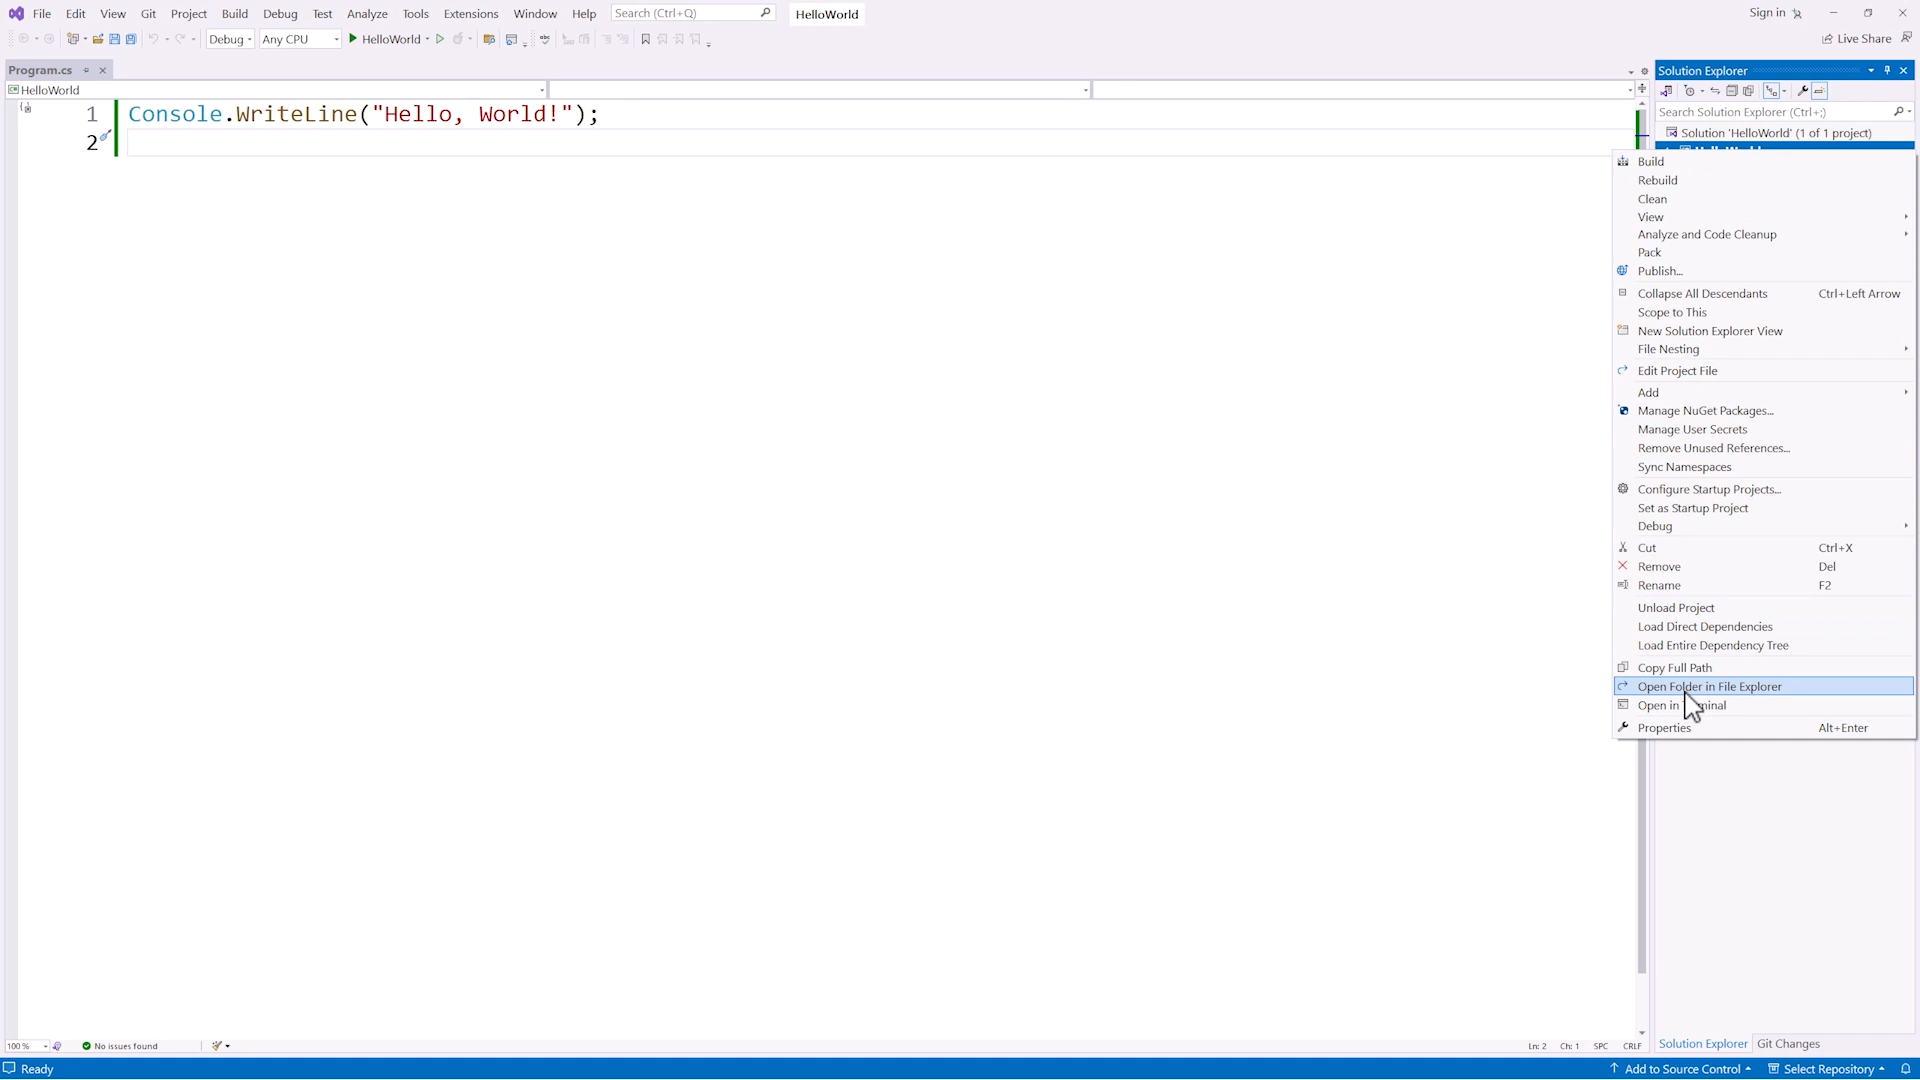 File Edit View Git Project Build Debug Test Analyze Tools Extensions Window Help Search (Ctrl+Q) HelloWorld Sign in
Debug Any CPU HelloWorld Live Share
Program.cs
HelloWorld
1 Console.WriteLine("Hello, World!");
2
Solution Explorer
Search Solution Explorer (Ctrl+;)
Solution 'HelloWorld' (1 of 1 project)
Build
Rebuild
Clean
View
Analyze and Code Cleanup
Pack
Publish...
Collapse All Descendants Ctrl+Left Arrow
Scope to This
New Solution Explorer View
File Nesting
Edit Project File
Add
Manage NuGet Packages...
Manage User Secrets
Remove Unused References...
Sync Namespaces
Configure Startup Projects...
Set as Startup Project
Debug
Cut Ctrl+X
Remove Del
Rename F2
Unload Project
Load Direct Dependencies
Load Entire Dependency Tree
Copy Full Path
Open Folder in File Explorer
Open in Terminal
Properties Alt+Enter
100 % No issues found Ln: 2 Ch: 1 SPC CRLF
Solution Explorer Git Changes
Ready Add to Source Control Select Repository